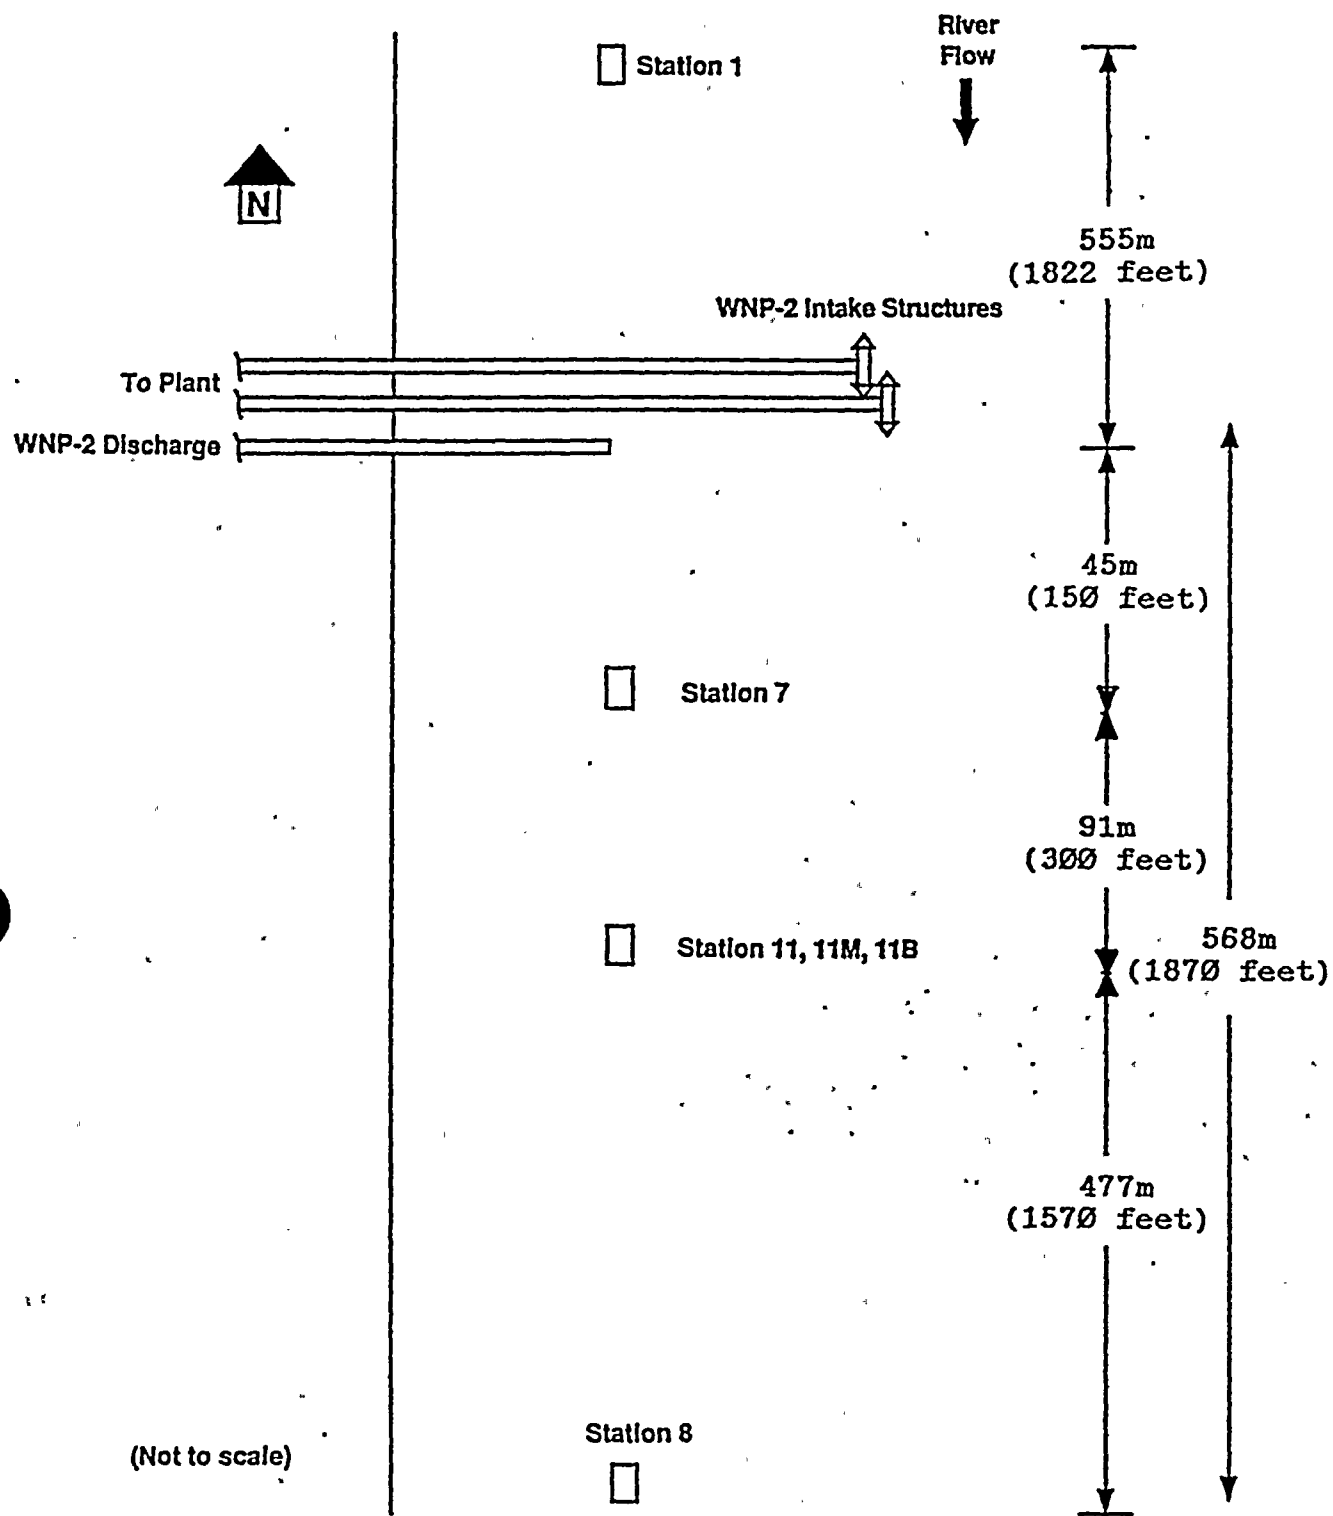 River
Flow
Station 1
N
555m
(1822 feet)
WNP-2 Intake Structures
To Plant
WNP-2 Discharge
45m
(150 feet)
Station 7
91m
(300 feet)
Station 11, 11M, 11B
568m
(1870 feet)
477m
(1570 feet)
Station 8
(Not to scale)